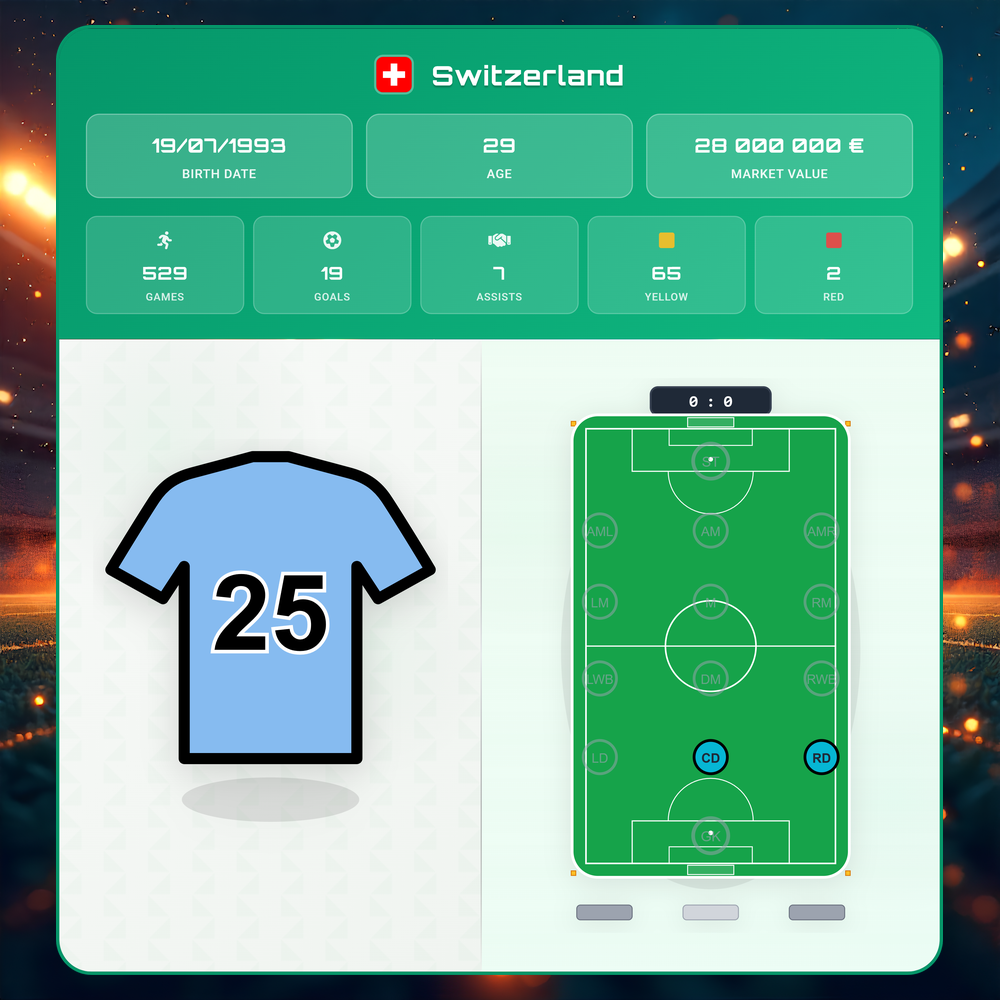 Switzerland
19/07/1993
BIRTH DATE
29
AGE
28 000 000 €
MARKET VALUE
529
GAMES
19
GOALS
7
ASSISTS
65
YELLOW
2
RED
25
0 : 0
ST
AML
AM
AMR
LM
M
RM
LWB
DM
RWB
LD
CD
RD
GK